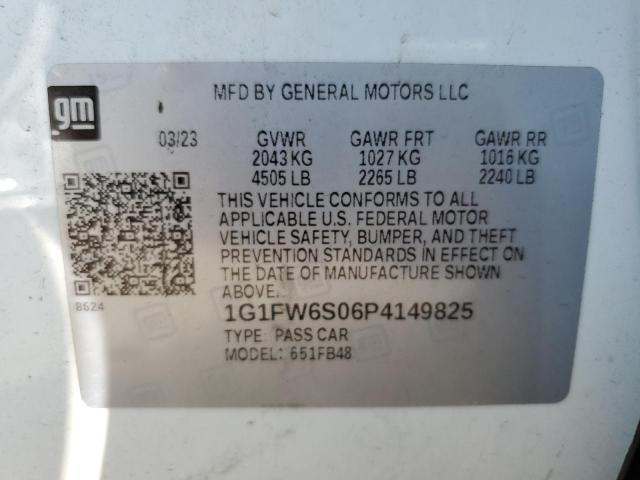 gm
MFD BY GENERAL MOTORS LLC
03/23 GVWR GAWR FRT GAWR RR
2043 KG 1027 KG 1016 KG
4505 LB 2265 LB 2240 LB
THIS VEHICLE CONFORMS TO ALL
APPLICABLE U.S. FEDERAL MOTOR
VEHICLE SAFETY, BUMPER, AND THEFT
PREVENTION STANDARDS IN EFFECT ON
THE DATE OF MANUFACTURE SHOWN
ABOVE.
8624
1G1FW6S06P4149825
TYPE: PASS CAR
MODEL: 651FB48